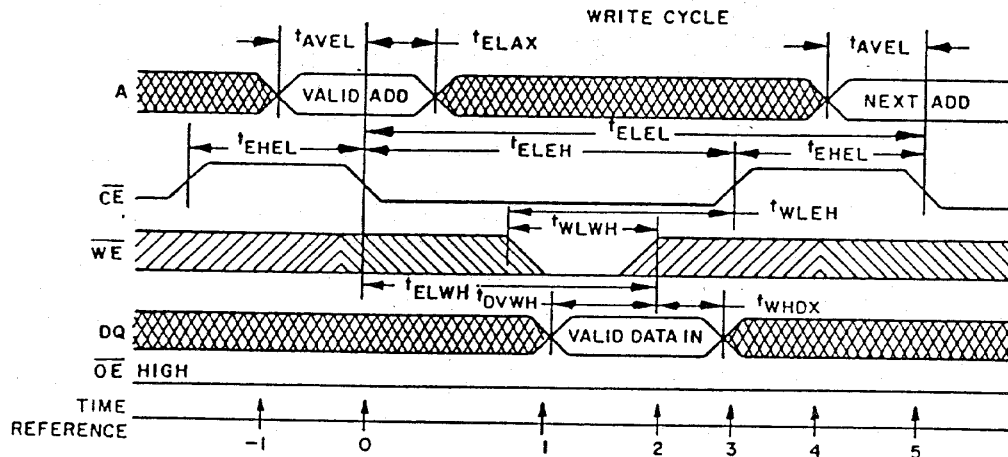 WRITE CYCLE
tAVEL tELAX tAVEL
A VALID ADD NEXT ADD
tELEL
tEHEL tELEH tEHEL
CE
tWLEH
tWLWH
WE
tELWH tDVWH tWHDX
DQ VALID DATA IN
OE HIGH
TIME
REFERENCE
-1 0 1 2 3 4 5